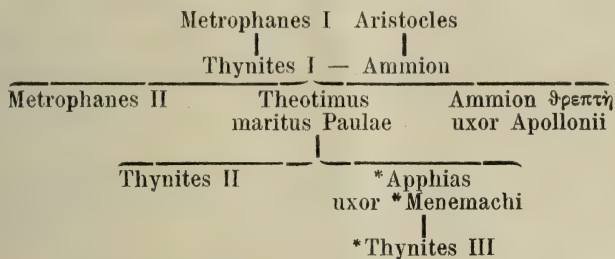 Metrophanes I Aristocles
Thynites I — Ammion
Metrophanes II Theotimus Ammion ϑρεπτὴ
maritus Paulae uxor Apollonii
Thynites II *Apphias
uxor *Menemachi
*Thynites III